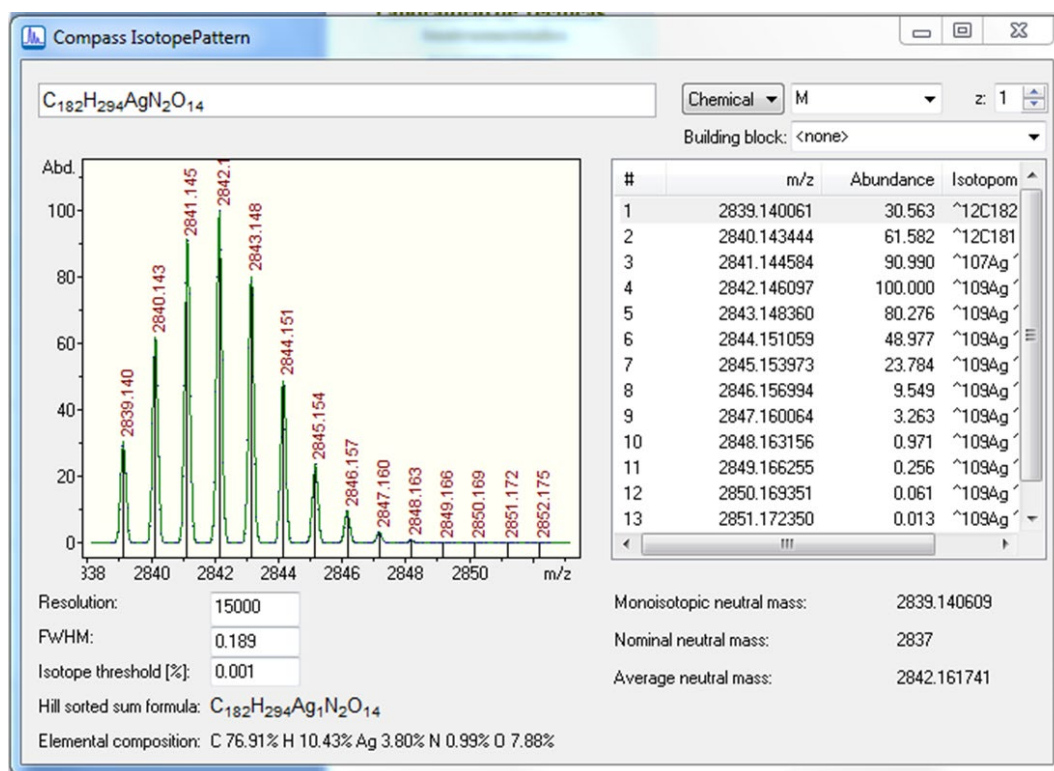 Compass IsotopePattern
C182H294AgN2O14
Chemical M z: 1
Building block: <none>
Abd.
100
80
60
40
20
0
2839.140
2840.143
2841.145
2842.1
2843.148
2844.151
2845.154
2846.157
2847.160
2848.163
2849.166
2850.169
2851.172
2852.175
338 2840 2842 2844 2846 2848 2850 m/z
# m/z Abundance Isotopom
1 2839.140061 30.563 ^12C182
2 2840.143444 61.582 ^12C181
3 2841.144584 90.990 ^107Ag ^
4 2842.146097 100.000 ^109Ag ^
5 2843.148360 80.276 ^109Ag ^
6 2844.151059 48.977 ^109Ag ^
7 2845.153973 23.784 ^109Ag ^
8 2846.156994 9.549 ^109Ag ^
9 2847.160064 3.263 ^109Ag ^
10 2848.163156 0.971 ^109Ag ^
11 2849.166255 0.256 ^109Ag ^
12 2850.169351 0.061 ^109Ag ^
13 2851.172350 0.013 ^109Ag ^
Resolution: 15000
FWHM: 0.189
Isotope threshold [%]: 0.001
Hill sorted sum formula: C182H294Ag1N2O14
Elemental composition: C 76.91% H 10.43% Ag 3.80% N 0.99% O 7.88%
Monoisotopic neutral mass: 2839.140609
Nominal neutral mass: 2837
Average neutral mass: 2842.161741